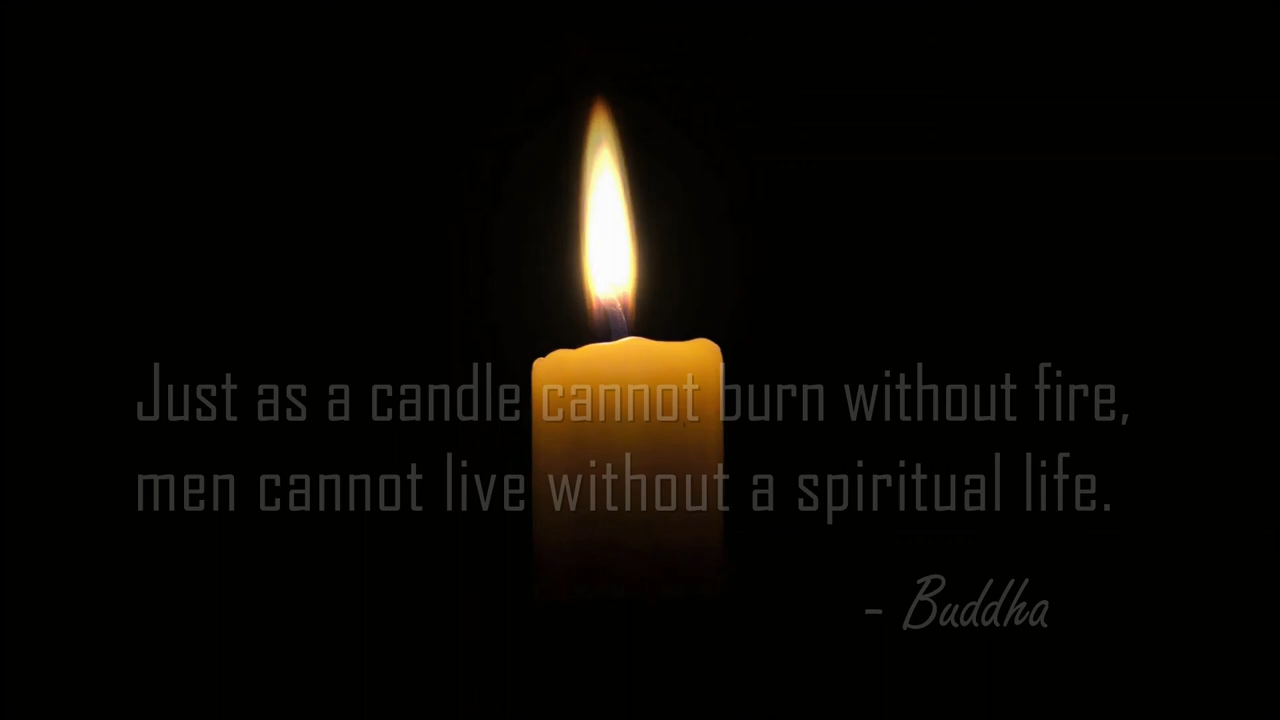 Just as a candle cannot burn without fire,
men cannot live without a spiritual life.
- Buddha